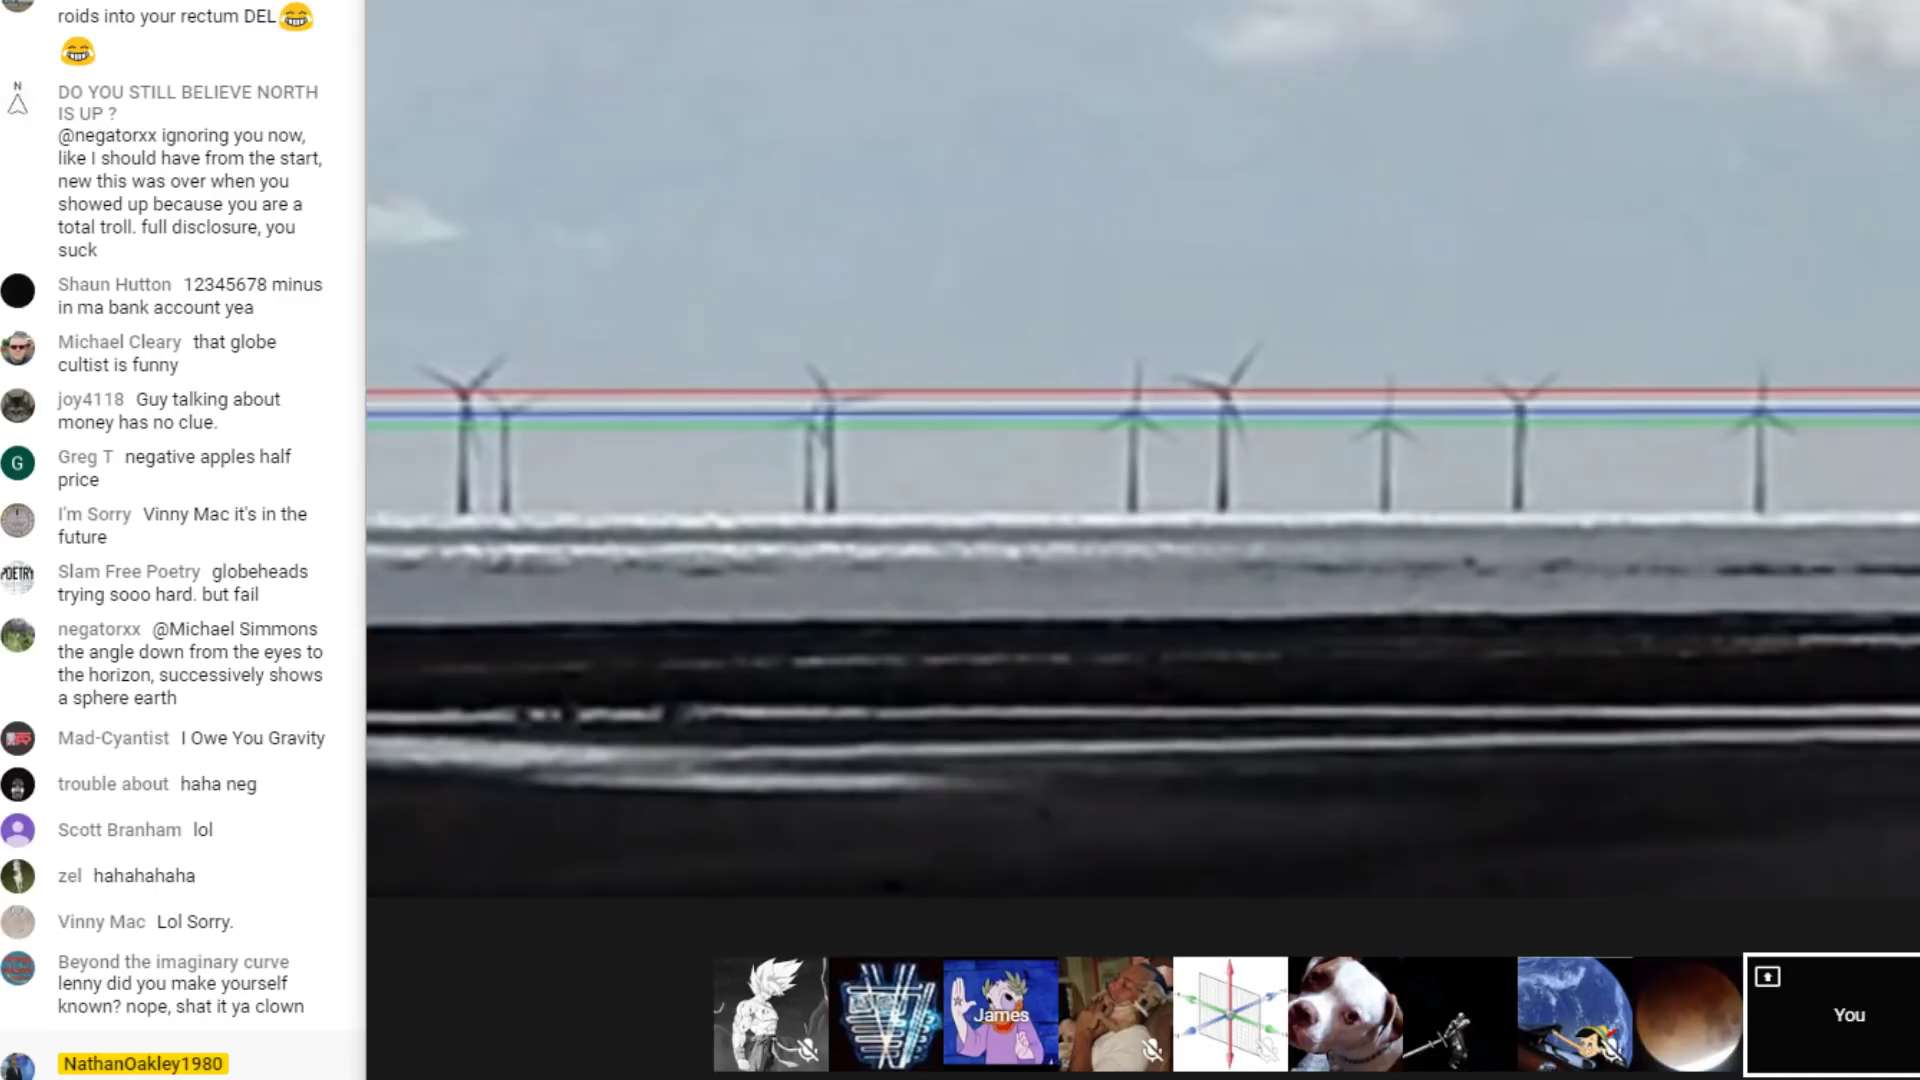 roids into your rectum DEL😂
😂
N
DO YOU STILL BELIEVE NORTH
IS UP ?
@negatorxx ignoring you now,
like I should have from the start,
new this was over when you
showed up because you are a
total troll. full disclosure, you
suck
Shaun Hutton 12345678 minus
in ma bank account yea
Michael Cleary that globe
cultist is funny
joy4118 Guy talking about
money has no clue.
G
Greg T negative apples half
price
I'm Sorry Vinny Mac it's in the
future
POETRY
Slam Free Poetry globeheads
trying sooo hard. but fail
negatorxx @Michael Simmons
the angle down from the eyes to
the horizon, successively shows
a sphere earth
Mad-Cyantist I Owe You Gravity
trouble about haha neg
Scott Branham lol
zel hahahahaha
Vinny Mac Lol Sorry.
Beyond the imaginary curve
lenny did you make yourself
known? nope, shat it ya clown
NathanOakley1980
James
You